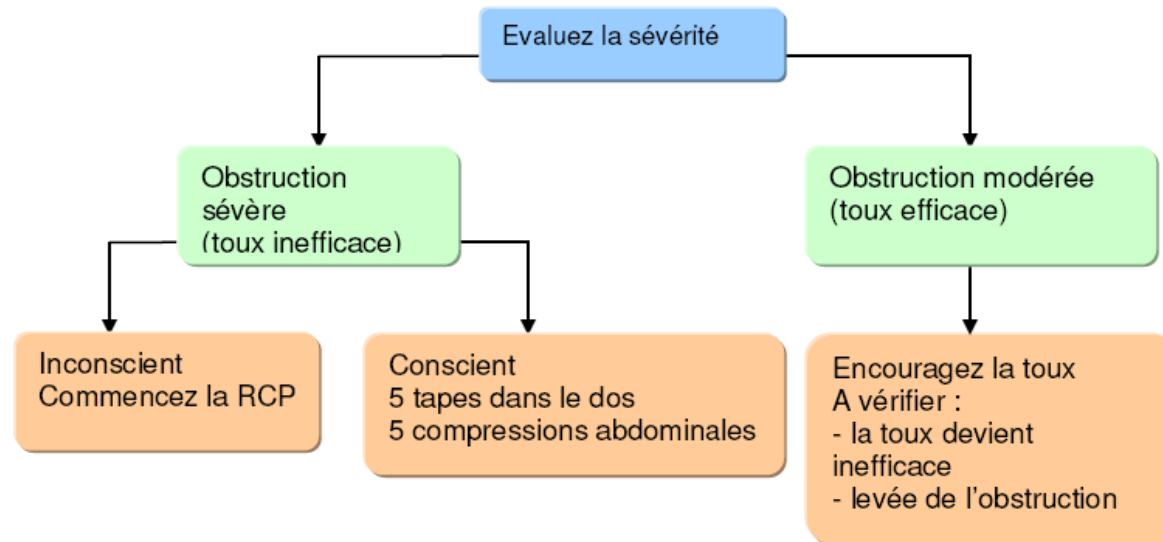 Evaluez la sévérité
Obstruction
sévère
(toux inefficace)
Obstruction modérée
(toux efficace)
Inconscient
Commencez la RCP
Conscient
5 tapes dans le dos
5 compressions abdominales
Encouragez la toux
A vérifier :
- la toux devient
inefficace
- levée de l'obstruction